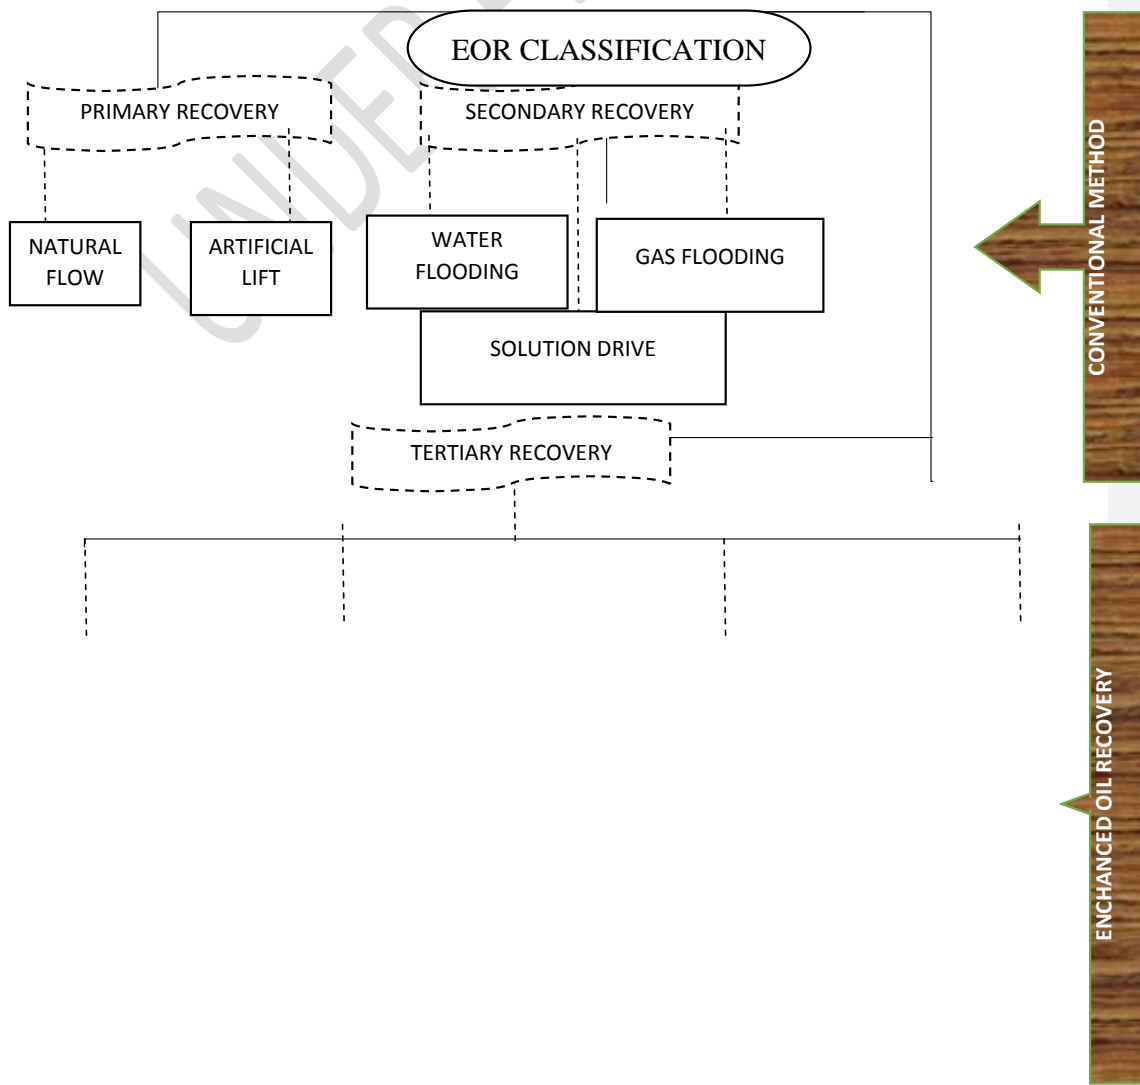 EOR CLASSIFICATION
PRIMARY RECOVERY
SECONDARY RECOVERY
NATURAL
FLOW
ARTIFICIAL
LIFT
WATER
FLOODING
GAS FLOODING
SOLUTION DRIVE
TERTIARY RECOVERY
CONVENTIONAL METHOD
ENCHANCED OIL RECOVERY
UNDER